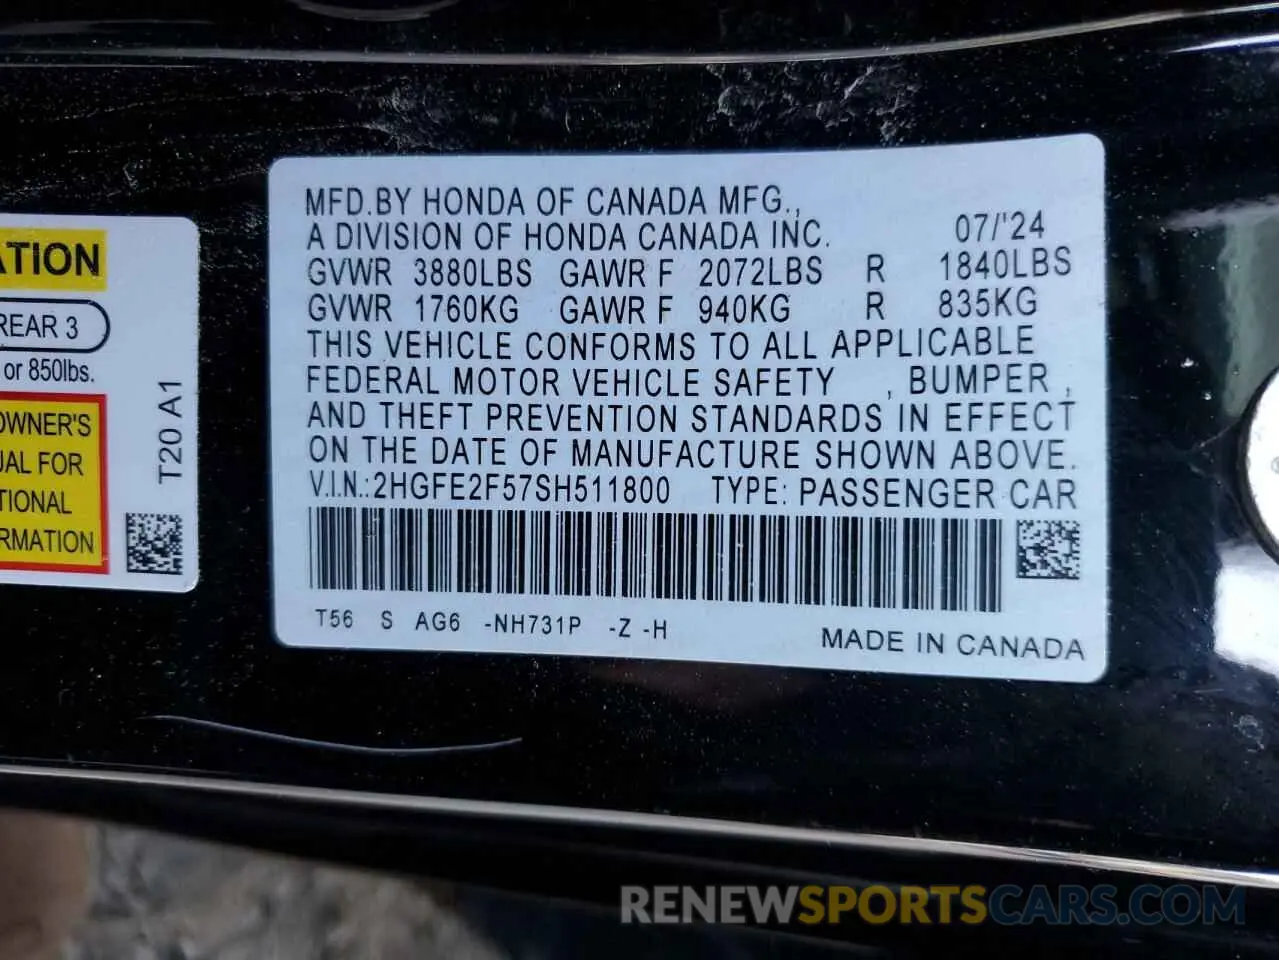 ATION
REAR 3
or 850lbs.
OWNER'S
UAL FOR
TIONAL
RMATION
T20 A1
MFD.BY HONDA OF CANADA MFG.,
A DIVISION OF HONDA CANADA INC. 07/'24
GVWR 3880LBS GAWR F 2072LBS R 1840LBS
GVWR 1760KG GAWR F 940KG R 835KG
THIS VEHICLE CONFORMS TO ALL APPLICABLE
FEDERAL MOTOR VEHICLE SAFETY , BUMPER ,
AND THEFT PREVENTION STANDARDS IN EFFECT
ON THE DATE OF MANUFACTURE SHOWN ABOVE.
V.I.N.:2HGFE2F57SH511800 TYPE: PASSENGER CAR
T56 S AG6 -NH731P -Z -H
MADE IN CANADA
RENEWSPORTSCARS.COM